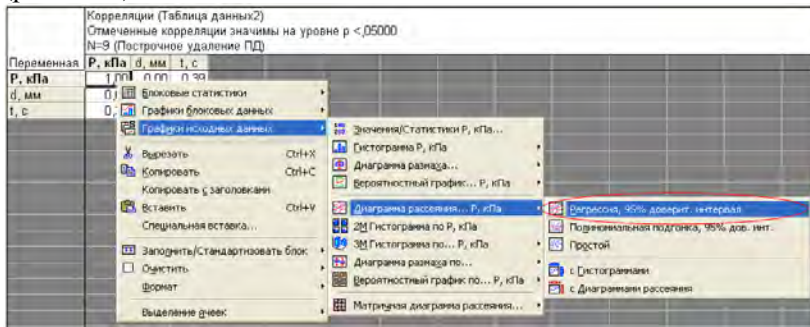 Корреляции (Таблица данных2)
Отмеченные корреляции значимы на уровне p <,05000
N=9 (Построчное удаление ПД)
Переменная P, кПа d, мм t, c
P, кПа 1,00 0,00 0,39
d, мм
t, c
Блоковые статистики
Графики блоковых данных
Графики исходных данных
Вырезать Ctrl+X
Копировать Ctrl+C
Копировать с заголовками
Вставить Ctrl+V
Специальная вставка...
Заполнить/Стандартизовать блок
Очистить
Формат
Выделение ячеек
Значения/Статистики P, кПа...
Гистограмма P, кПа
Диаграмма размаха...
Вероятностный график... P, кПа
Диаграмма рассеяния... P, кПа
2М Гистограмма по P, кПа
3М Гистограмма по... P, кПа
Диаграмма размаха по...
Вероятностный график по... P, кПа
Матричная диаграмма рассеяния...
Регрессия, 95% доверит. интервал
Полиномиальная подгонка, 95% дов. инт.
Простой
с Гистограммами
с Диаграммами рассеяния